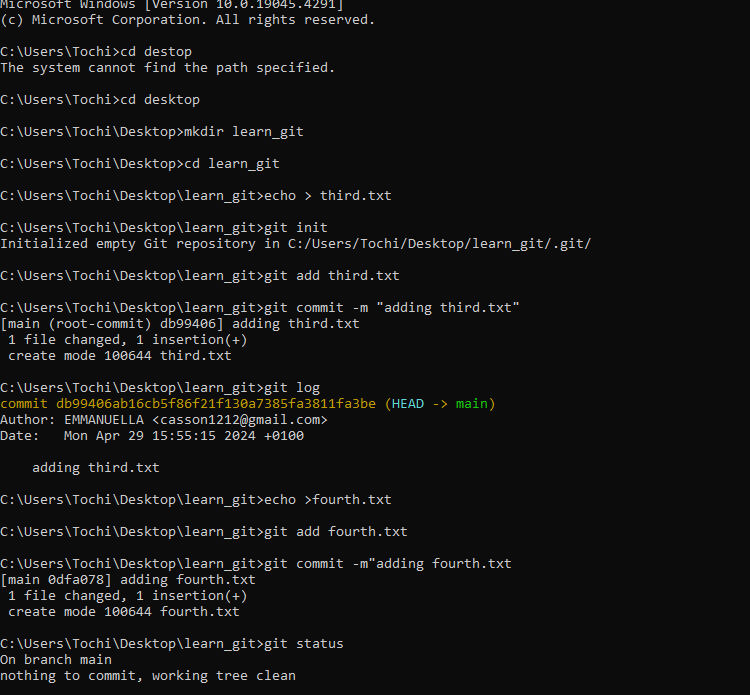 Microsoft Windows [Version 10.0.19045.4291]
(c) Microsoft Corporation. All rights reserved.
C:\Users\Tochi>cd destop
The system cannot find the path specified.
C:\Users\Tochi>cd desktop
C:\Users\Tochi\Desktop>mkdir learn_git
C:\Users\Tochi\Desktop>cd learn_git
C:\Users\Tochi\Desktop\learn_git>echo > third.txt
C:\Users\Tochi\Desktop\learn_git>git init
Initialized empty Git repository in C:/Users/Tochi/Desktop/learn_git/.git/
C:\Users\Tochi\Desktop\learn_git>git add third.txt
C:\Users\Tochi\Desktop\learn_git>git commit -m "adding third.txt"
[main (root-commit) db99406] adding third.txt
 1 file changed, 1 insertion(+)
 create mode 100644 third.txt
C:\Users\Tochi\Desktop\learn_git>git log
commit db99406ab16cb5f86f21f130a7385fa3811fa3be (HEAD -> main)
Author: EMMANUELLA <casson1212@gmail.com>
Date:   Mon Apr 29 15:55:15 2024 +0100
    adding third.txt
C:\Users\Tochi\Desktop\learn_git>echo >fourth.txt
C:\Users\Tochi\Desktop\learn_git>git add fourth.txt
C:\Users\Tochi\Desktop\learn_git>git commit -m"adding fourth.txt
[main 0dfa078] adding fourth.txt
 1 file changed, 1 insertion(+)
 create mode 100644 fourth.txt
C:\Users\Tochi\Desktop\learn_git>git status
On branch main
nothing to commit, working tree clean